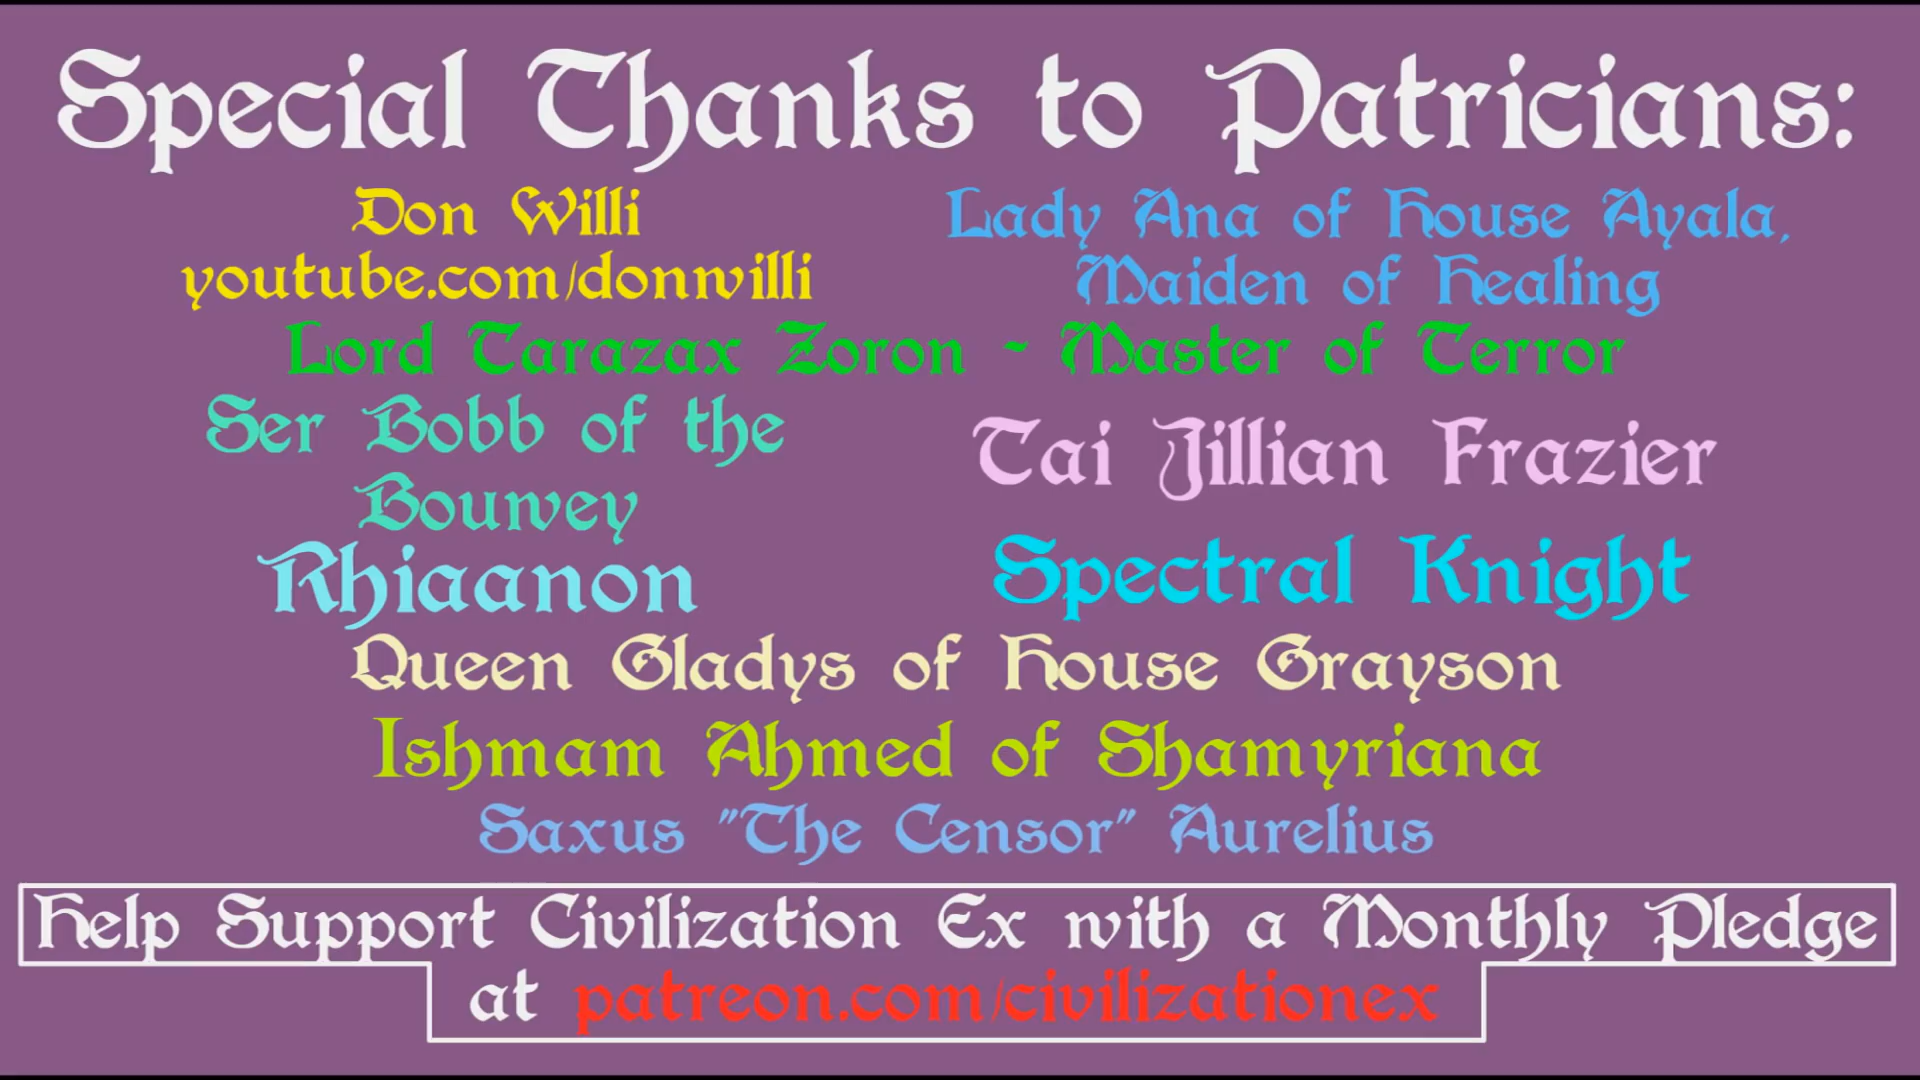 Special Thanks to Patricians:
Don Willi
youtube.com/donwilli
Lady Ana of House Ayala,
Maiden of Healing
Lord Tarazax Zoron - Master of Terror
Ser Bobb of the
Bouwey
Tai Jillian Frazier
Rhiaanon
Spectral Knight
Queen Gladys of House Grayson
Ishmam Ahmed of Shamyriana
Saxus "The Censor" Aurelius
Help Support Civilization Ex with a Monthly Pledge
at patreon.com/civilizationex